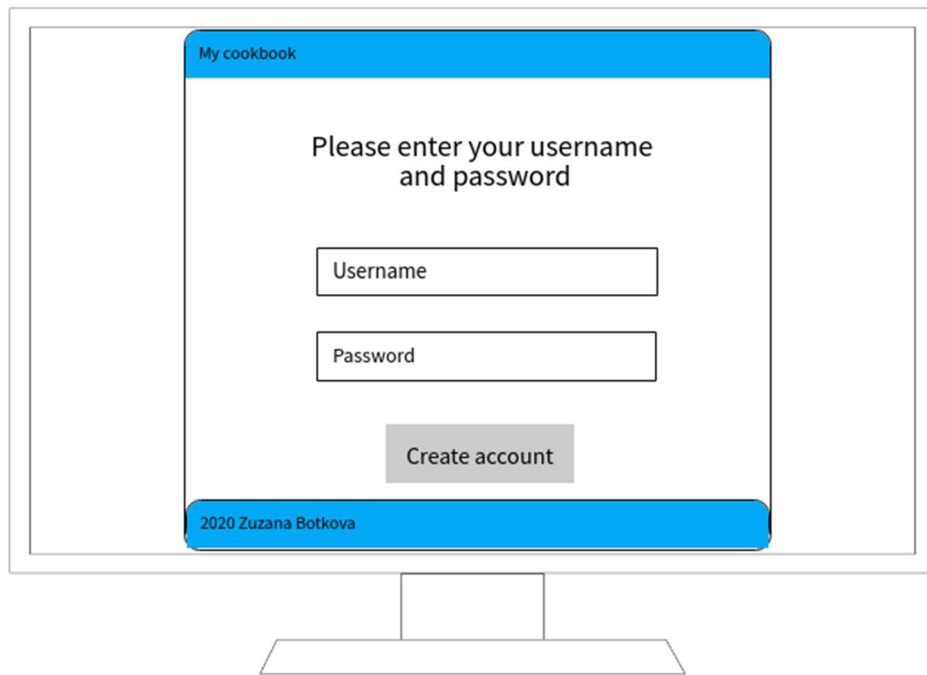 My cookbook
Please enter your username
and password
Username
Password
Create account
2020 Zuzana Botkova